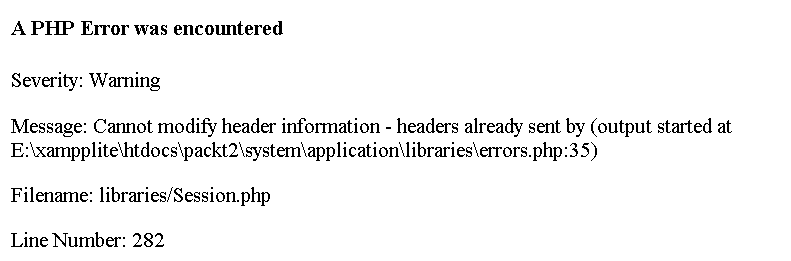 A PHP Error was encountered
Severity: Warning
Message: Cannot modify header information - headers already sent by (output started at
E:\xampplite\htdocs\packt2\system\application\libraries\errors.php:35)
Filename: libraries/Session.php
Line Number: 282